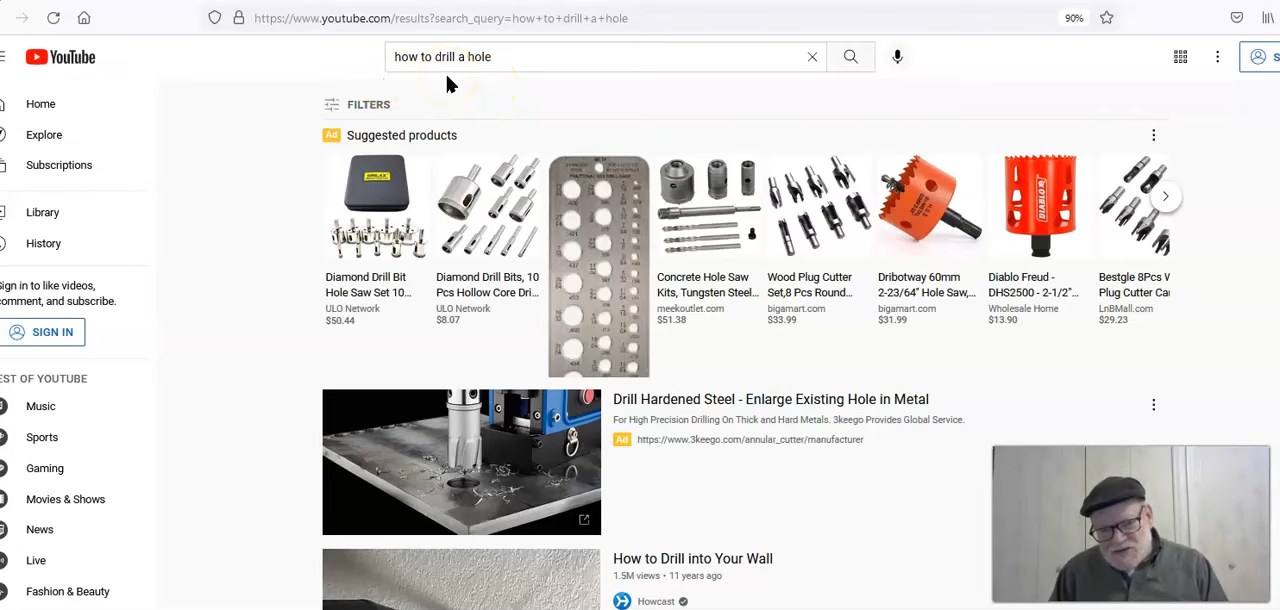 https://www.youtube.com/results?search_query=how+to+drill+a+hole
90%
YouTube
how to drill a hole
S
Home
Explore
Subscriptions
Library
History
Sign in to like videos,
comment, and subscribe.
SIGN IN
EST OF YOUTUBE
Music
Sports
Gaming
Movies & Shows
News
Live
Fashion & Beauty
FILTERS
Ad Suggested products
DIABLO
Diamond Drill Bit
Hole Saw Set 10...
ULO Network
$50.44
Diamond Drill Bits, 10
Pcs Hollow Core Dri...
ULO Network
$8.07
Concrete Hole Saw
Kits, Tungsten Steel...
meekoutlet.com
$51.38
Wood Plug Cutter
Set,8 Pcs Round...
bigamart.com
$33.99
Dribotway 60mm
2-23/64" Hole Saw,...
bigamart.com
$31.99
Diablo Freud -
DHS2500 - 2-1/2"...
Wholesale Home
$13.90
Bestgle 8Pcs W
Plug Cutter Car
LnBMall.com
$29.23
Drill Hardened Steel - Enlarge Existing Hole in Metal
For High Precision Drilling On Thick and Hard Metals. 3keego Provides Global Service.
Ad https://www.3keego.com/annular_cutter/manufacturer
How to Drill into Your Wall
1.5M views • 11 years ago
Howcast